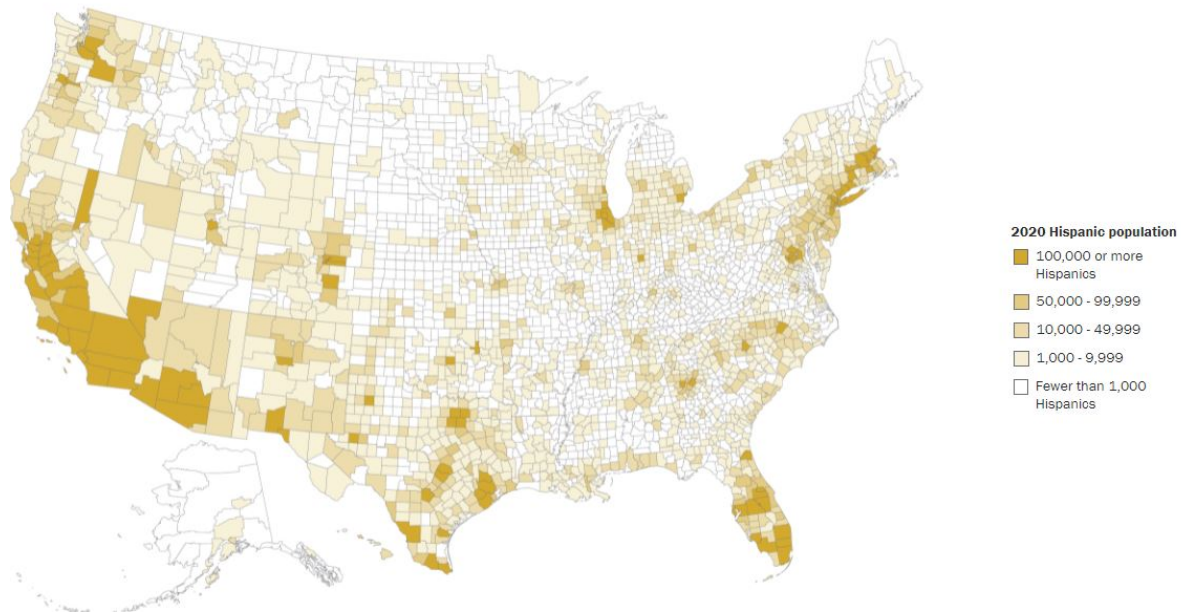 2020 Hispanic population
100,000 or more
Hispanics
50,000 - 99,999
10,000 - 49,999
1,000 - 9,999
Fewer than 1,000
Hispanics